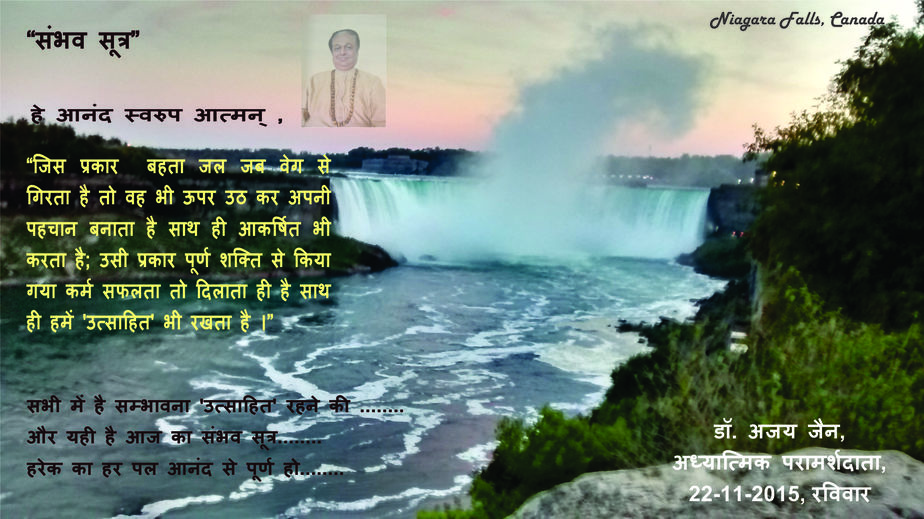 Niagara Falls, Canada
“संभव सूत्र”
हे आनंद स्वरुप आत्मन् ,
“जिस प्रकार बहता जल जब वेग से
गिरता है तो वह भी ऊपर उठ कर अपनी
पहचान बनाता है साथ ही आकर्षित भी
करता है; उसी प्रकार पूर्ण शक्ति से किया
गया कर्म सफलता तो दिलाता ही है साथ
ही हमें 'उत्साहित' भी रखता है ।”
सभी में है सम्भावना 'उत्साहित' रहने की ........
और यही है आज का संभव सूत्र........
हरेक का हर पल आनंद से पूर्ण हो........
डॉ. अजय जैन,
अध्यात्मिक परामर्शदाता,
22-11-2015, रविवार